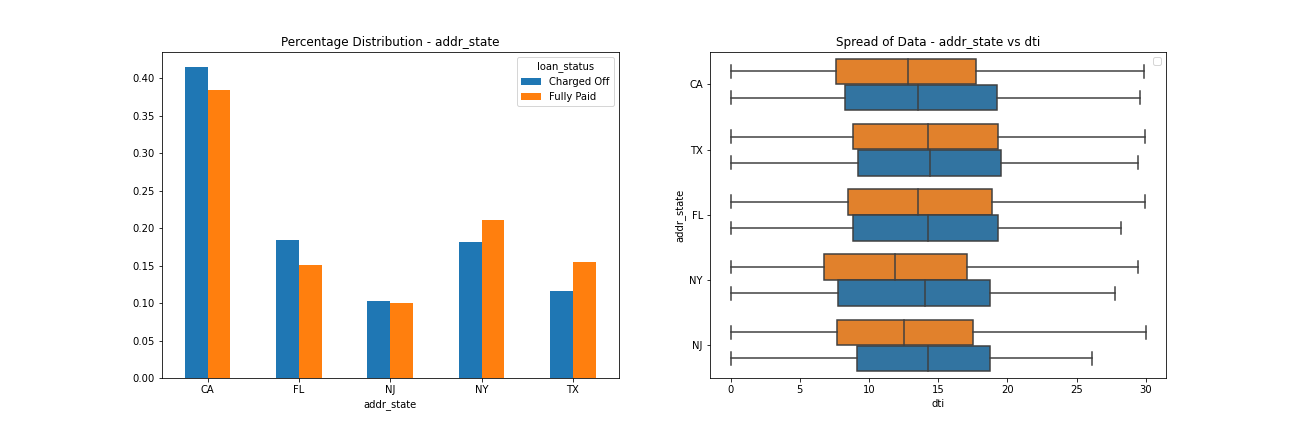 Percentage Distribution - addr_state
loan_status
Charged Off
Fully Paid
0.40
0.35
0.30
0.25
0.20
0.15
0.10
0.05
0.00
CA
FL
NJ
NY
TX
addr_state
Spread of Data - addr_state vs dti
addr_state
CA
TX
FL
NY
NJ
0
5
10
15
20
25
30
dti